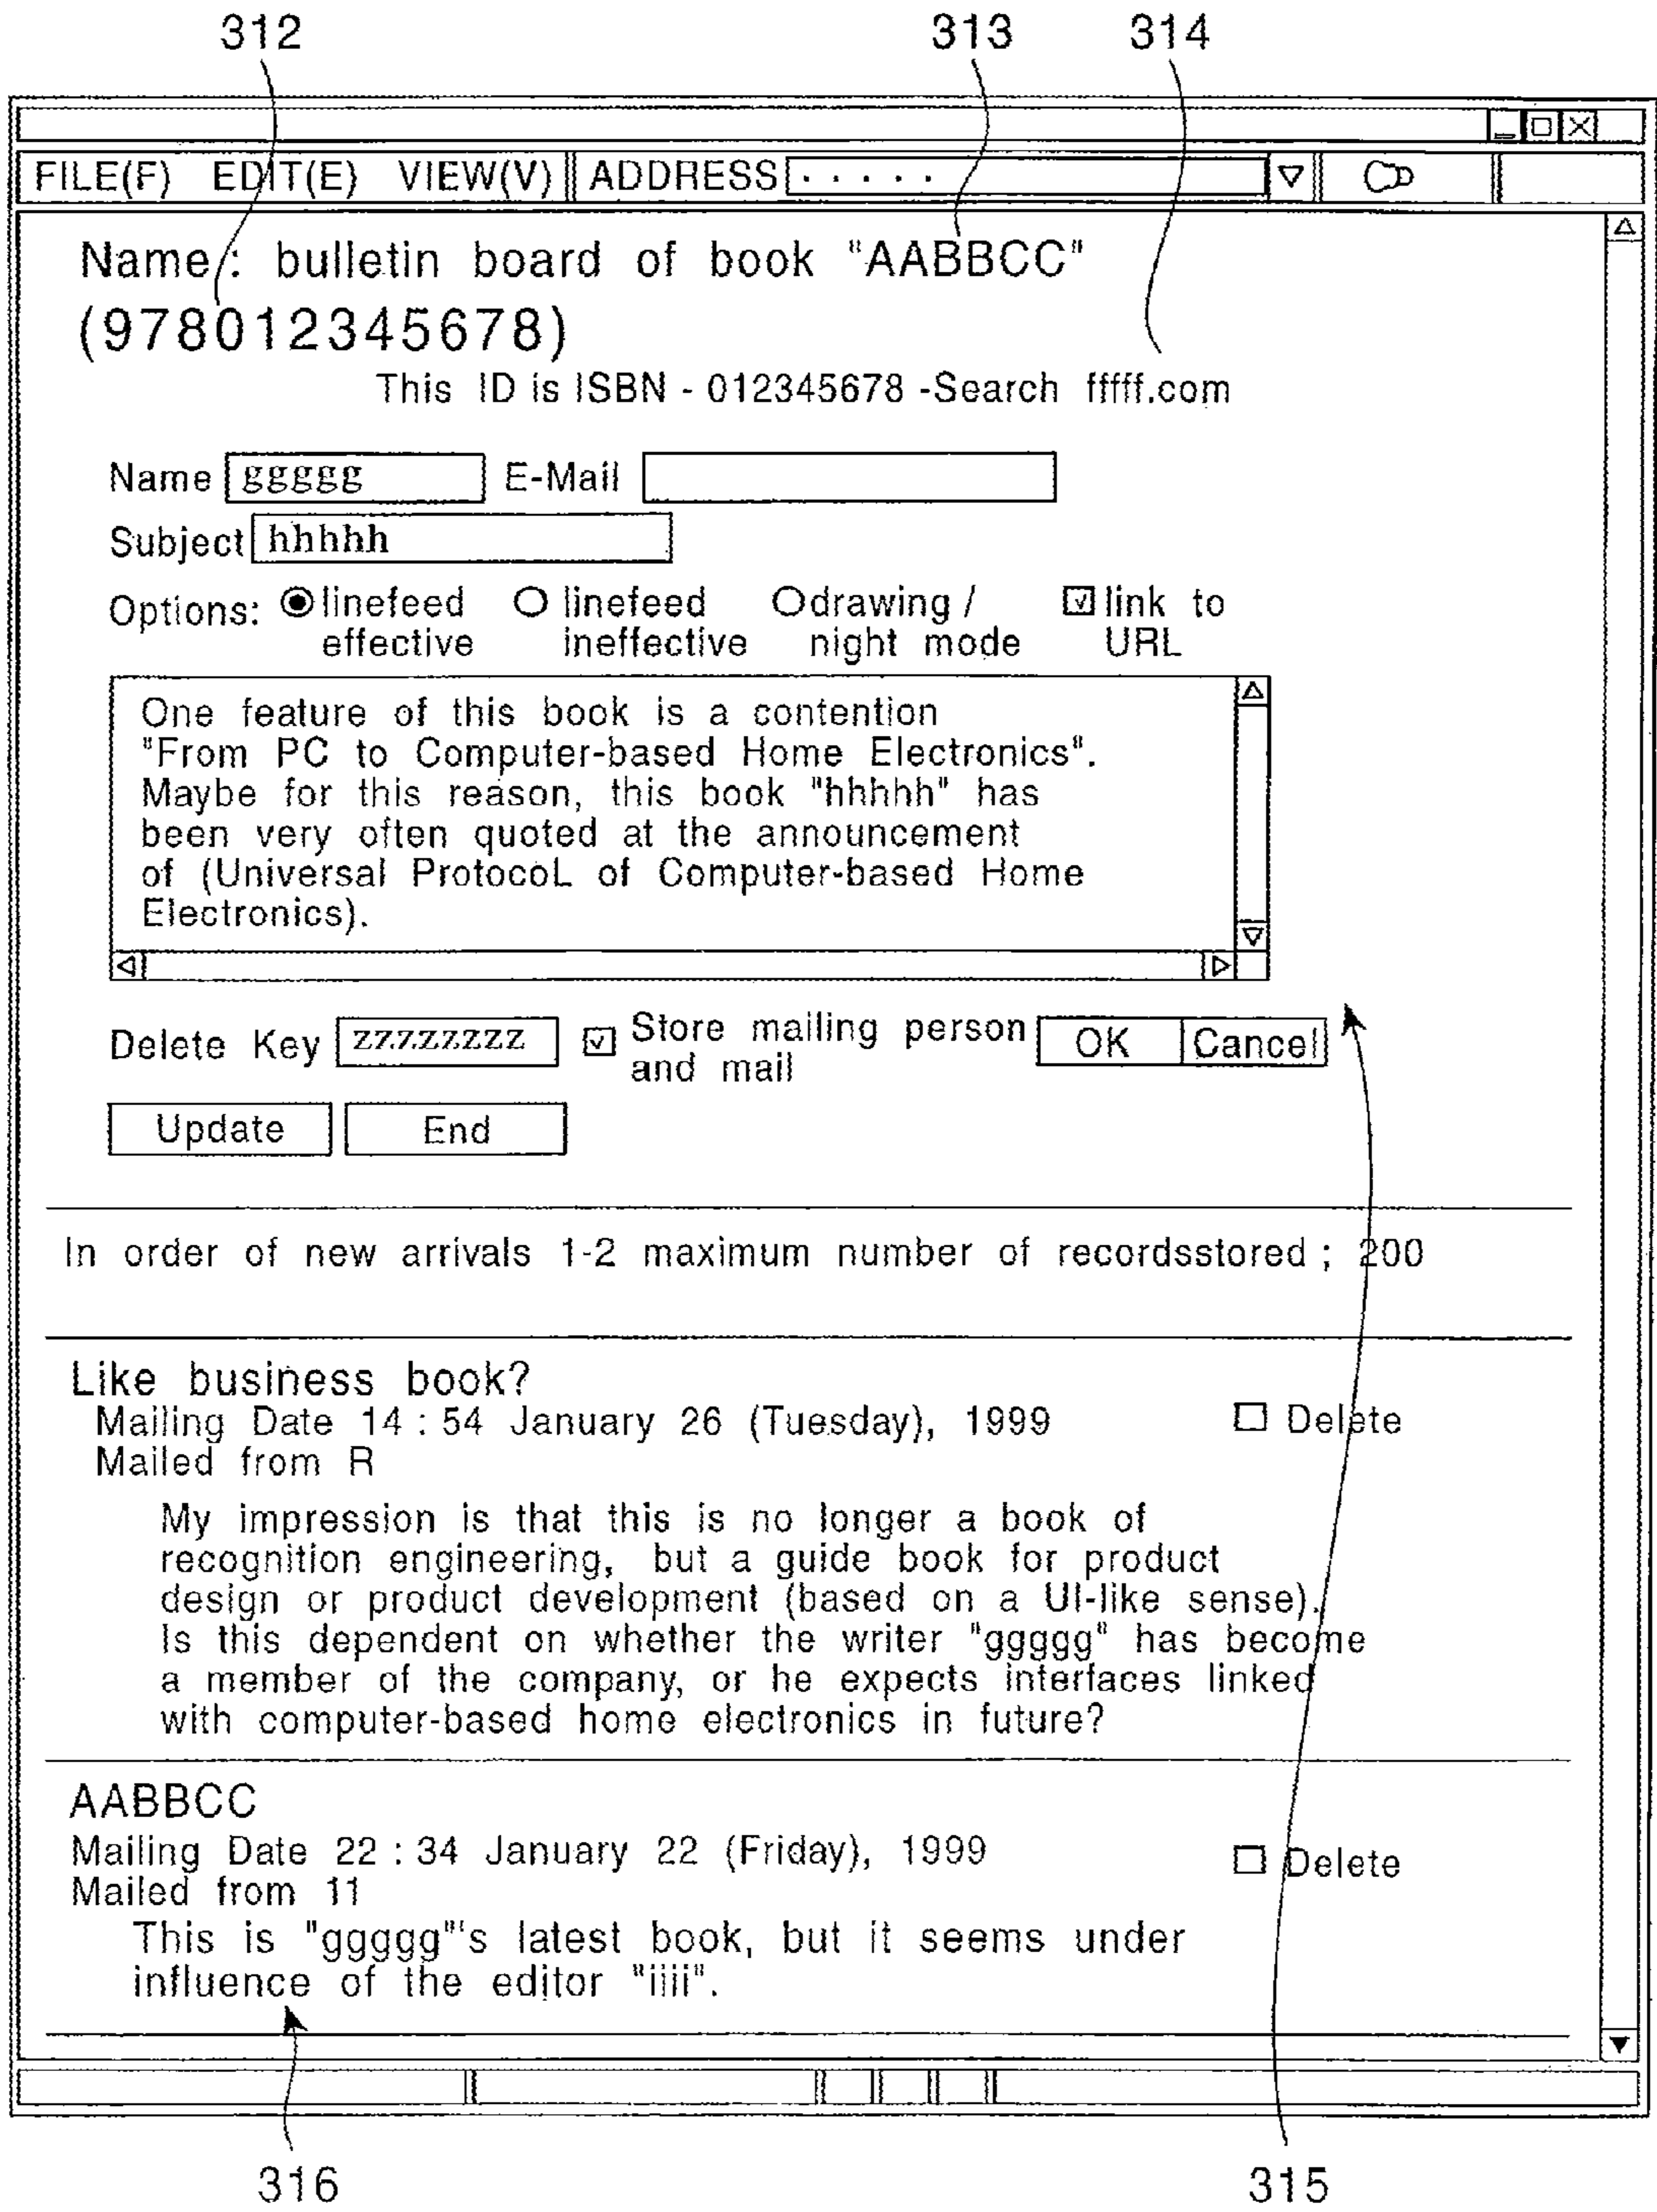 312 313 314
FILE(F) EDIT(E) VIEW(V) ADDRESS .....
Name: bulletin board of book "AABBCC"
(978012345678)
This ID is ISBN - 012345678 -Search fffff.com
Name ggggg E-Mail
Subject hhhhh
Options: linefeed effective linefeed ineffective drawing / night mode link to URL
One feature of this book is a contention
"From PC to Computer-based Home Electronics".
Maybe for this reason, this book "hhhhh" has
been very often quoted at the announcement
of (Universal ProtocoL of Computer-based Home
Electronics).
Delete Key zzzzzzzz Store mailing person and mail OK Cancel
Update End
In order of new arrivals 1-2 maximum number of recordsstored ; 200
Like business book?
Mailing Date 14 : 54 January 26 (Tuesday), 1999 Delete
Mailed from R
My impression is that this is no longer a book of
recognition engineering, but a guide book for product
design or product development (based on a UI-like sense).
Is this dependent on whether the writer "ggggg" has become
a member of the company, or he expects interfaces linked
with computer-based home electronics in future?
AABBCC
Mailing Date 22 : 34 January 22 (Friday), 1999 Delete
Mailed from 11
This is "ggggg"'s latest book, but it seems under
influence of the editor "iiii".
316 315